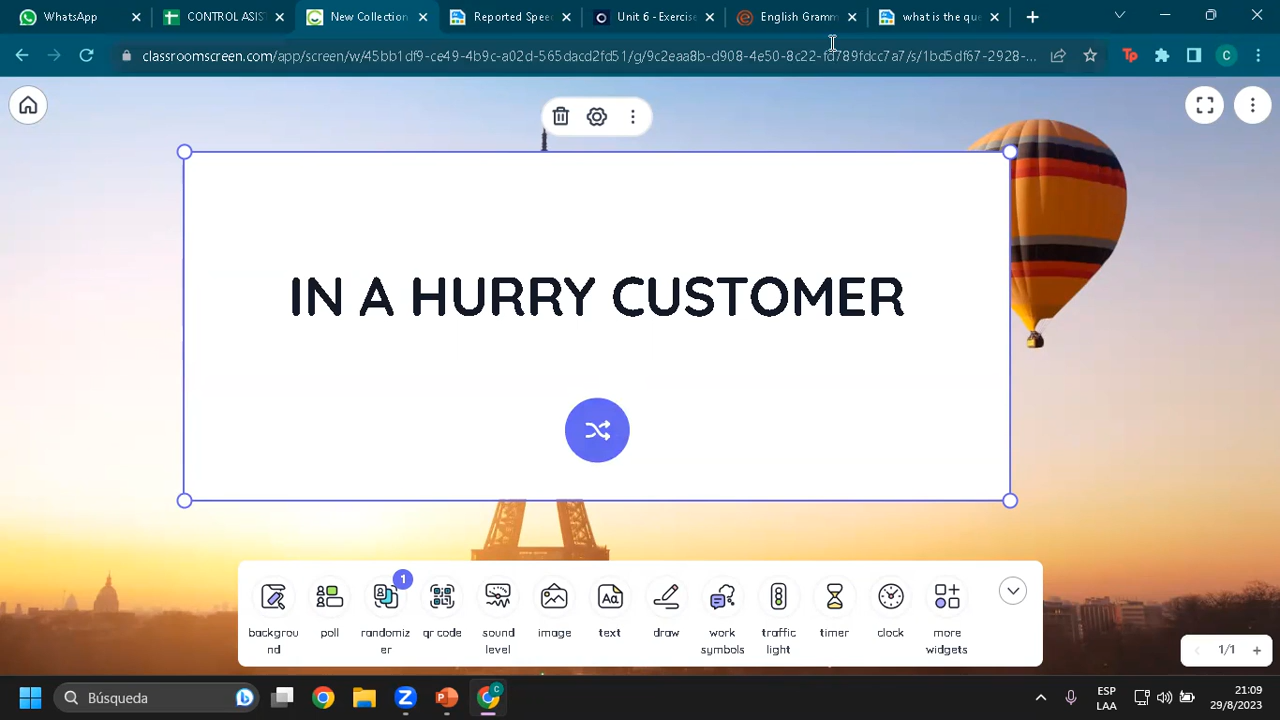 WhatsApp
CONTROL ASIS
New Collection
Reported Spee
Unit 6 - Exercise
English Gramm
what is the que
classroomscreen.com/app/screen/w/45bb1df9-ce49-4b9c-a02d-565dacd2fd51/g/9c2eaa8b-d908-4e50-8c22-fd789fdcc7a7/s/1bd5df67-2928-...
Tp
C
IN A HURRY CUSTOMER
1
backgrou
nd
poll
randomiz
er
qr code
sound
level
image
text
draw
work
symbols
traffic
light
timer
clock
more
widgets
1/1
Búsqueda
ESP
LAA
21:09
29/8/2023